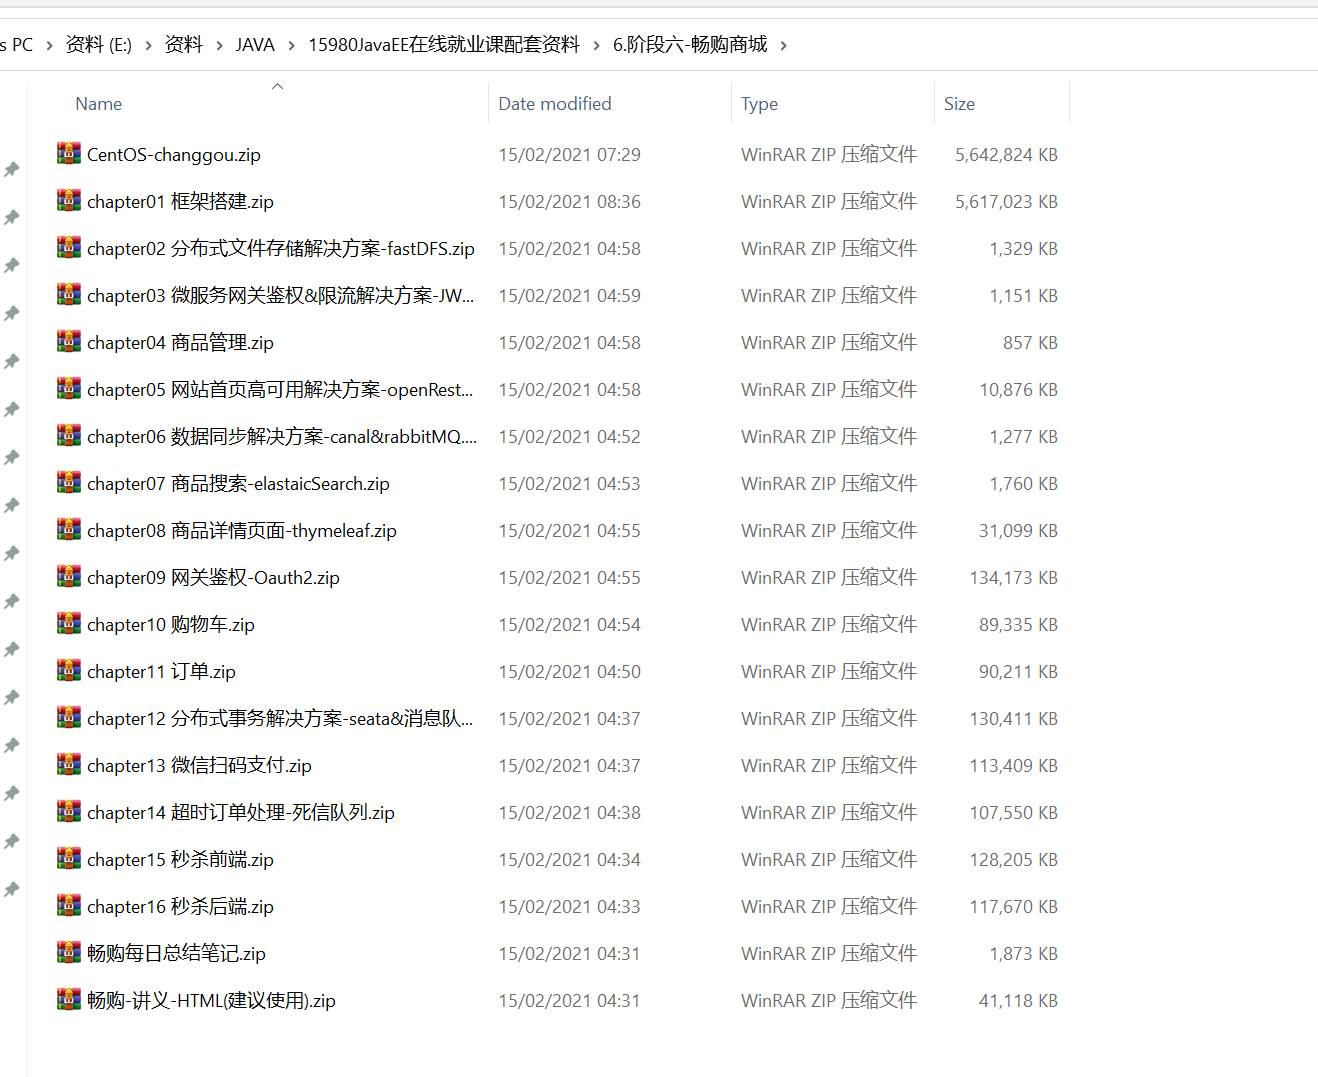 s PC > 资料 (E:) > 资料 > JAVA > 15980JavaEE在线就业课配套资料 > 6.阶段六-畅购商城 >
Name Date modified Type Size
CentOS-changgou.zip 15/02/2021 07:29 WinRAR ZIP 压缩文件 5,642,824 KB
chapter01 框架搭建.zip 15/02/2021 08:36 WinRAR ZIP 压缩文件 5,617,023 KB
chapter02 分布式文件存储解决方案-fastDFS.zip 15/02/2021 04:58 WinRAR ZIP 压缩文件 1,329 KB
chapter03 微服务网关鉴权&限流解决方案-JW... 15/02/2021 04:59 WinRAR ZIP 压缩文件 1,151 KB
chapter04 商品管理.zip 15/02/2021 04:58 WinRAR ZIP 压缩文件 857 KB
chapter05 网站首页高可用解决方案-openRest... 15/02/2021 04:58 WinRAR ZIP 压缩文件 10,876 KB
chapter06 数据同步解决方案-canal&rabbitMQ.... 15/02/2021 04:52 WinRAR ZIP 压缩文件 1,277 KB
chapter07 商品搜索-elastaicSearch.zip 15/02/2021 04:53 WinRAR ZIP 压缩文件 1,760 KB
chapter08 商品详情页面-thymeleaf.zip 15/02/2021 04:55 WinRAR ZIP 压缩文件 31,099 KB
chapter09 网关鉴权-Oauth2.zip 15/02/2021 04:55 WinRAR ZIP 压缩文件 134,173 KB
chapter10 购物车.zip 15/02/2021 04:54 WinRAR ZIP 压缩文件 89,335 KB
chapter11 订单.zip 15/02/2021 04:50 WinRAR ZIP 压缩文件 90,211 KB
chapter12 分布式事务解决方案-seata&消息队... 15/02/2021 04:37 WinRAR ZIP 压缩文件 130,411 KB
chapter13 微信扫码支付.zip 15/02/2021 04:37 WinRAR ZIP 压缩文件 113,409 KB
chapter14 超时订单处理-死信队列.zip 15/02/2021 04:38 WinRAR ZIP 压缩文件 107,550 KB
chapter15 秒杀前端.zip 15/02/2021 04:34 WinRAR ZIP 压缩文件 128,205 KB
chapter16 秒杀后端.zip 15/02/2021 04:33 WinRAR ZIP 压缩文件 117,670 KB
畅购每日总结笔记.zip 15/02/2021 04:31 WinRAR ZIP 压缩文件 1,873 KB
畅购-讲义-HTML(建议使用).zip 15/02/2021 04:31 WinRAR ZIP 压缩文件 41,118 KB